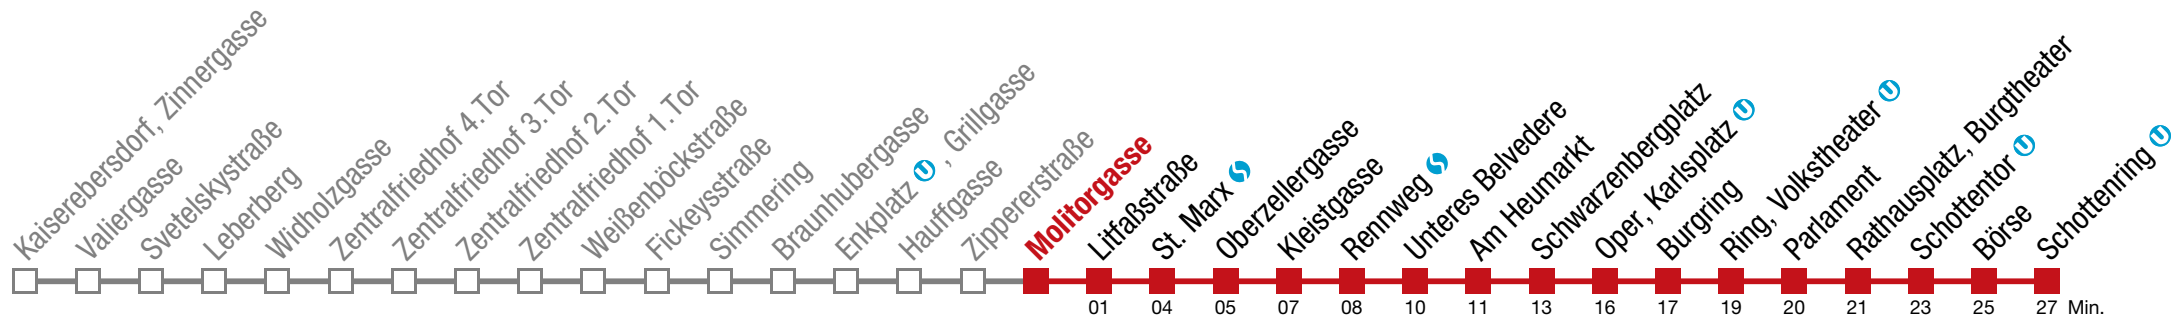 Kaiserebersdorf, Zinnergasse
Valiergasse
Svetelskystraße
Leberberg
Widholzgasse
Zentralfriedhof 4. Tor
Zentralfriedhof 3. Tor
Zentralfriedhof 2. Tor
Zentralfriedhof 1. Tor
Weißenböckstraße
Fickeysstraße
Simmering
Braunhubergasse
Enkplatz U, Grillgasse
Hauffgasse
Zippererstraße
Molitorgasse
Litfaßstraße
St. Marx S
Oberzellergasse
Kleistgasse
Rennweg S
Unteres Belvedere
Am Heumarkt
Schwarzenbergplatz
Oper, Karlsplatz U
Burgring
Ring, Volkstheater U
Parlament
Rathausplatz, Burgtheater
Schottentor U
Börse
Schottenring U
01 04 05 07 08 10 11 13 16 17 19 20 21 23 25 27 Min.